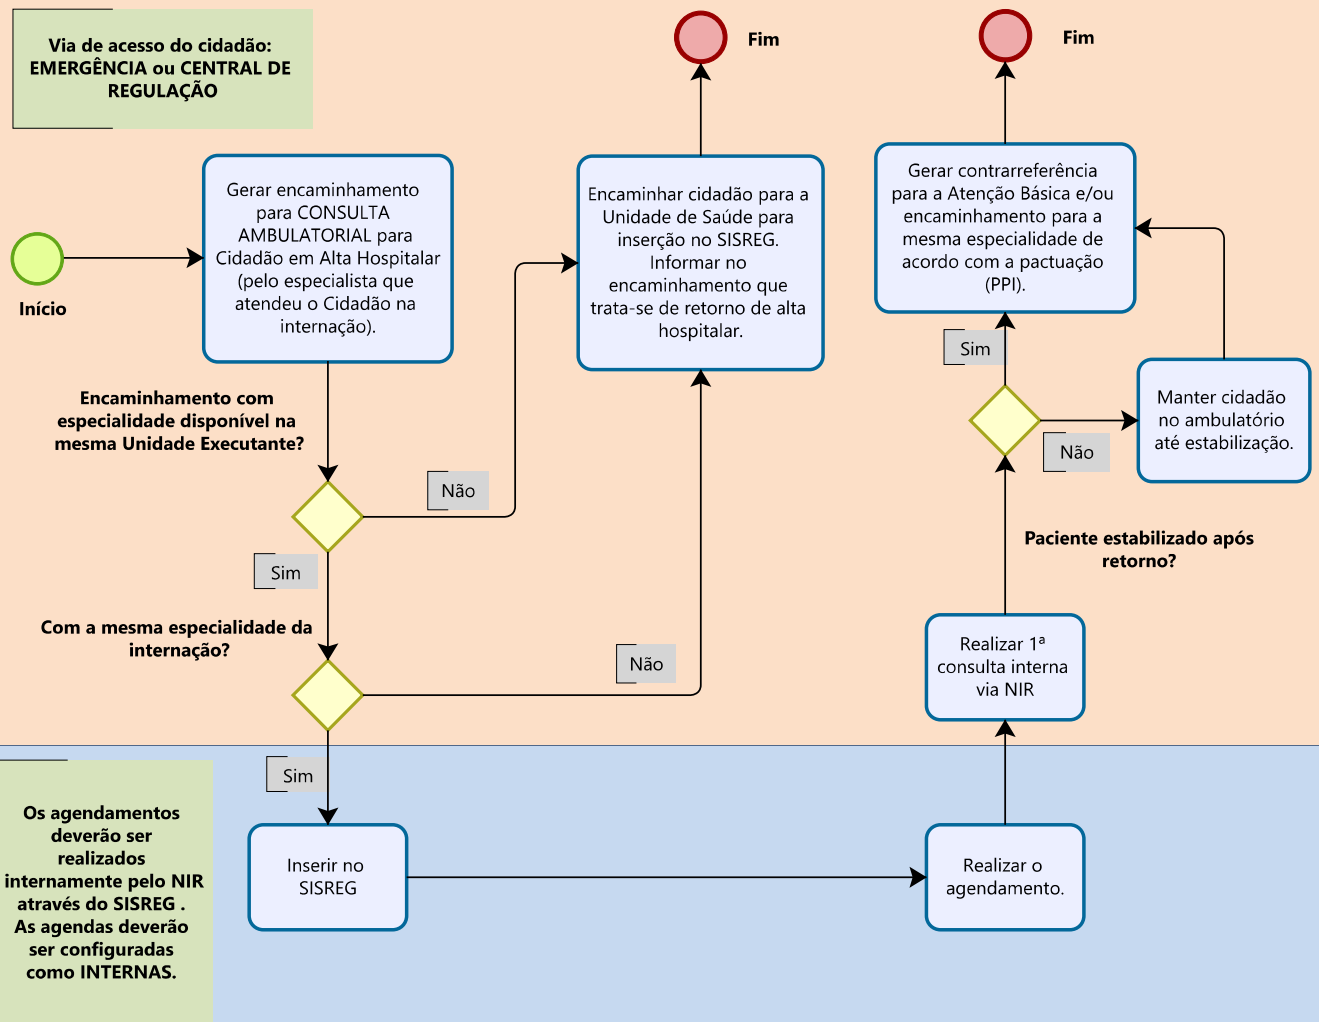 Via de acesso do cidadão:
EMERGÊNCIA ou CENTRAL DE
REGULAÇÃO
Fim
Fim
Início
Gerar encaminhamento
para CONSULTA
AMBULATORIAL para
Cidadão em Alta Hospitalar
(pelo especialista que
atendeu o Cidadão na
internação).
Encaminhar cidadão para a
Unidade de Saúde para
inserção no SISREG.
Informar no
encaminhamento que
trata-se de retorno de alta
hospitalar.
Gerar contrarreferência
para a Atenção Básica e/ou
encaminhamento para a
mesma especialidade de
acordo com a pactuação
(PPI).
Sim
Manter cidadão
no ambulatório
até estabilização.
Não
Encaminhamento com
especialidade disponível na
mesma Unidade Executante?
Não
Sim
Paciente estabilizado após
retorno?
Com a mesma especialidade da
internação?
Não
Realizar 1ª
consulta interna
via NIR
Sim
Os agendamentos
deverão ser
realizados
internamente pelo NIR
através do SISREG .
As agendas deverão
ser configuradas
como INTERNAS.
Inserir no
SISREG
Realizar o
agendamento.